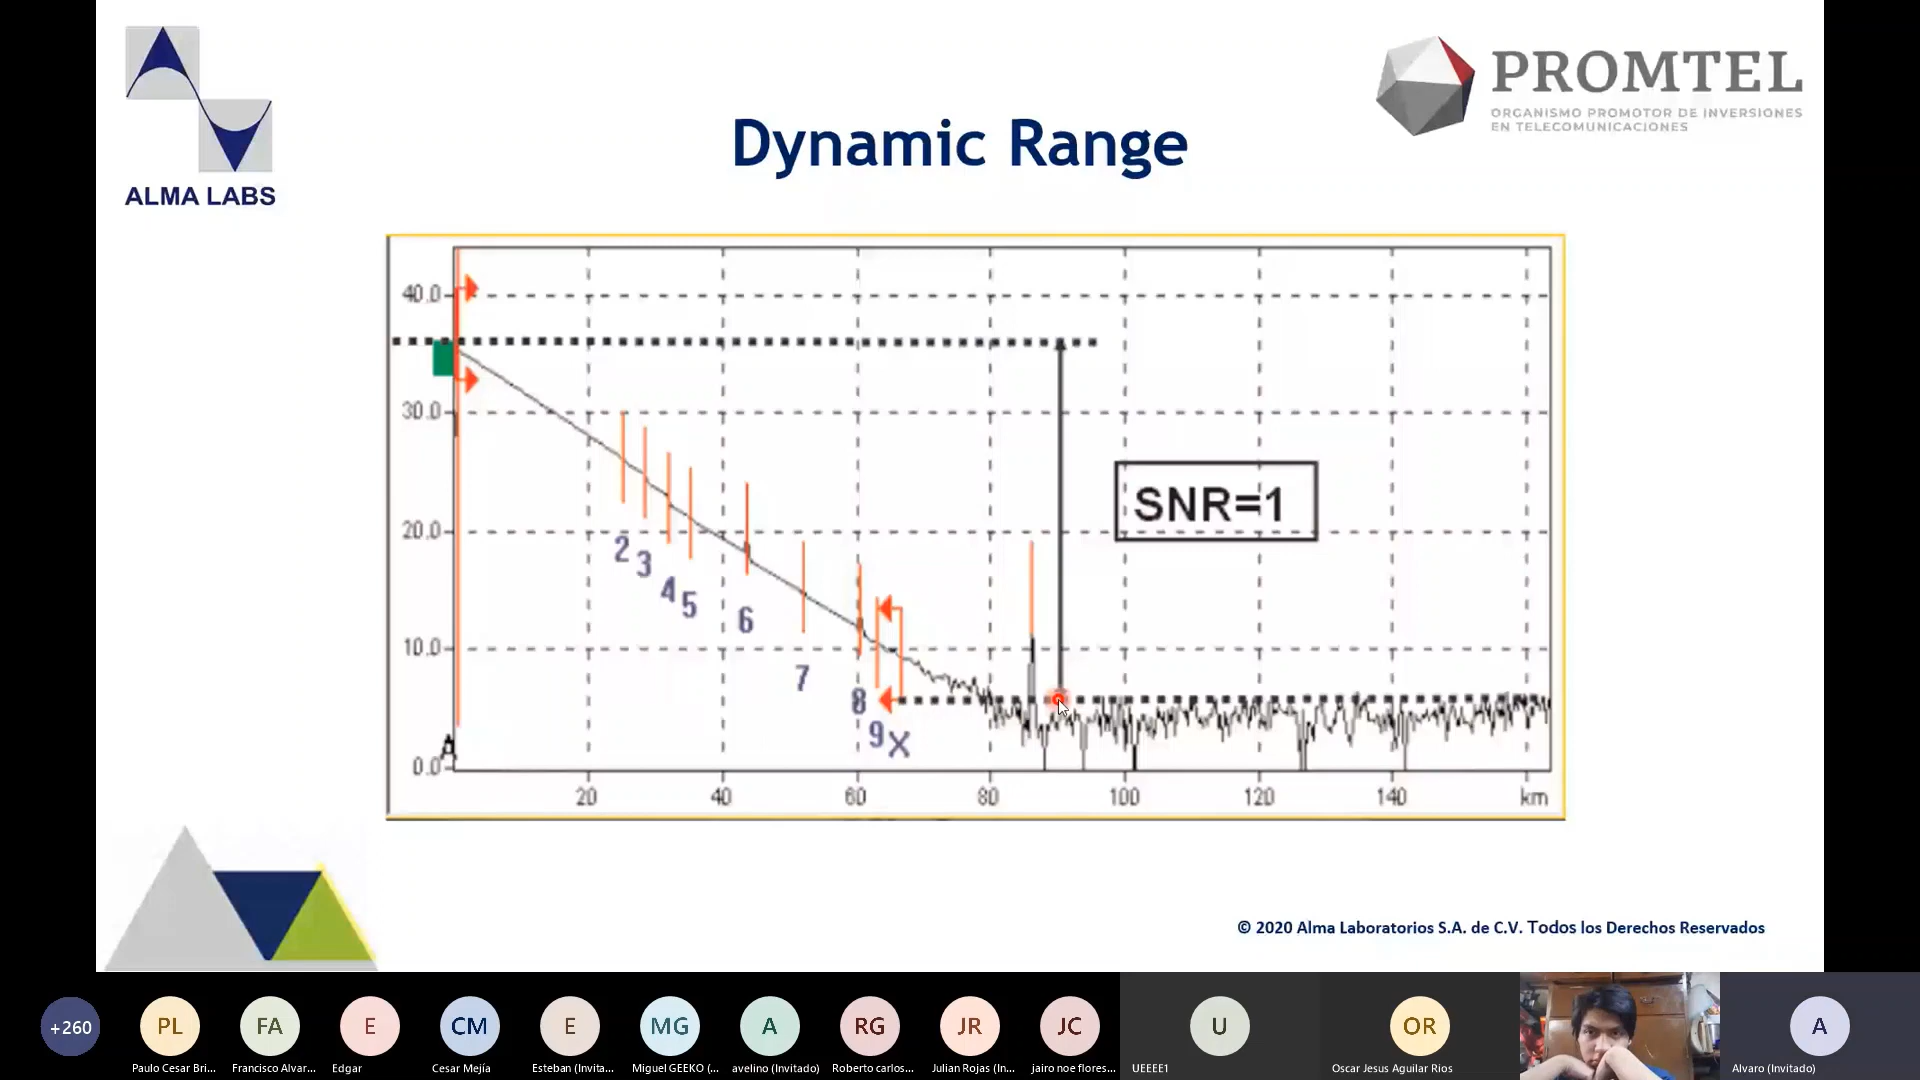 ALMA LABS
PROMTEL
ORGANISMO PROMOTOR DE INVERSIONES
EN TELECOMUNICACIONES
Dynamic Range
40.0
30.0
20.0
10.0
0.0
SNR=1
2
3
4
5
6
7
8
9
X
A
20
40
60
80
100
120
140
km
© 2020 Alma Laboratorios S.A. de C.V. Todos los Derechos Reservados
+260
PL
FA
E
CM
E
MG
A
RG
JR
JC
U
OR
A
Paulo Cesar Bri...
Francisco Alvar...
Edgar
Cesar Mejía
Esteban (Invita...
Miguel GEEKO (...
avelino (Invitado)
Roberto carlos...
Julian Rojas (In...
jairo noe flores...
UEEEE1
Oscar Jesus Aguilar Rios
Alvaro (Invitado)